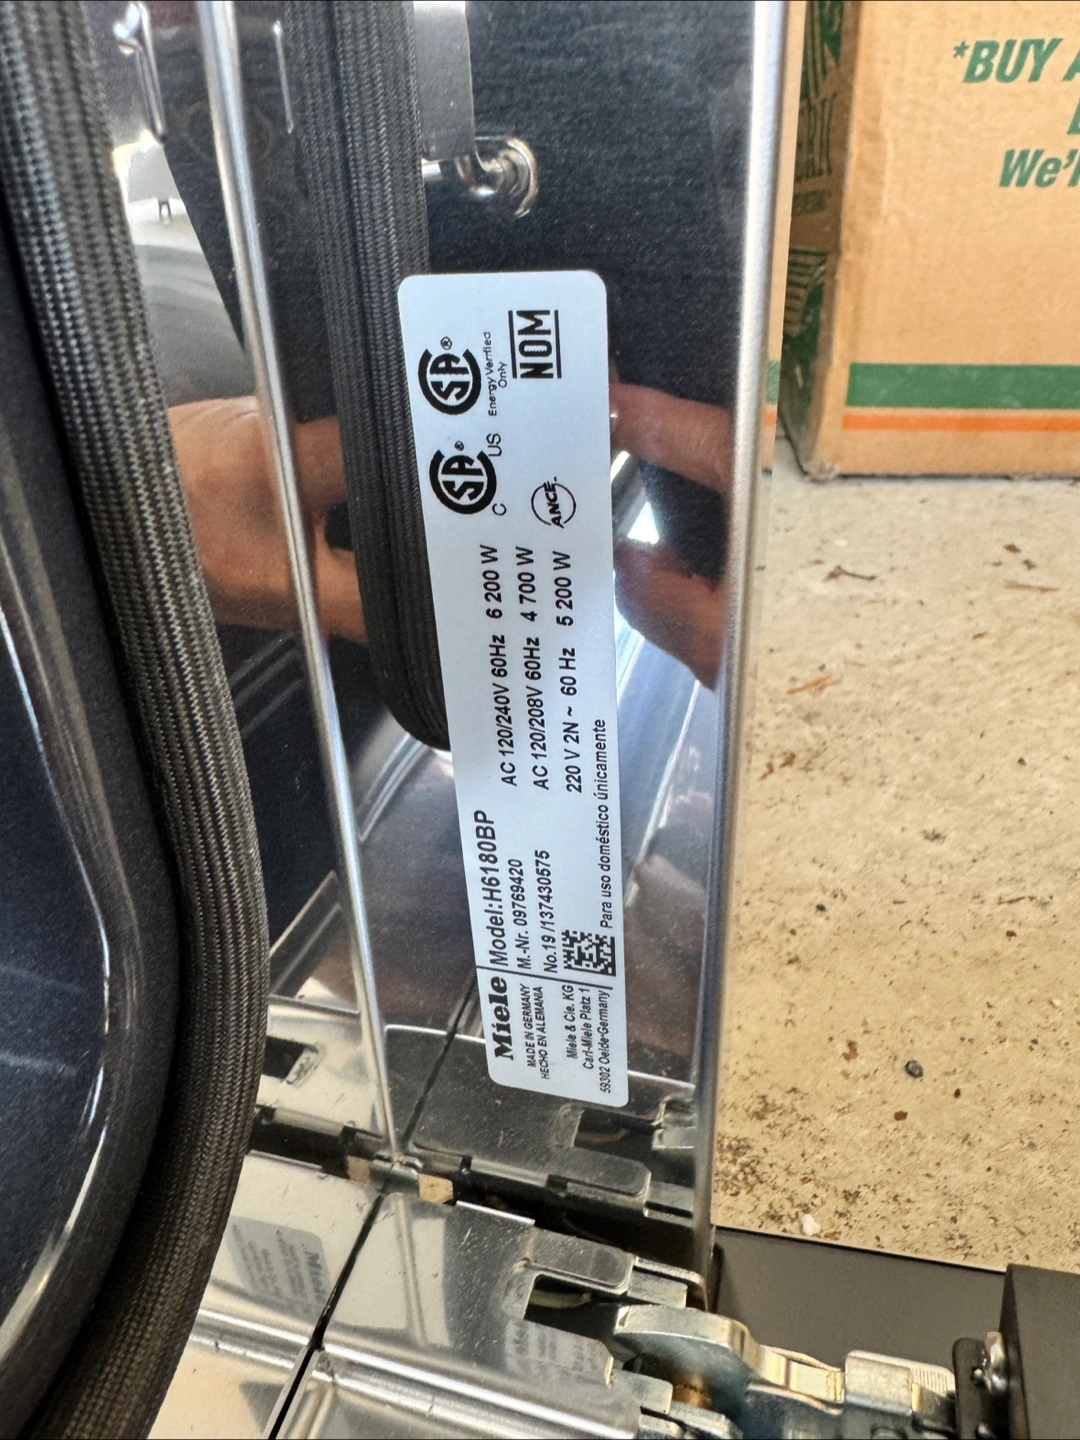 Miele
MADE IN GERMANY
HECHO EN ALEMANIA
Miele & Cie. KG
Carl-Miele Platz 1
59302 Oelde-Germany
Model:H6180BP
M.-Nr. 09769420
No.19 /137430575
Para uso doméstico únicamente
AC 120/240V 60Hz 6 200 W
AC 120/208V 60Hz 4 700 W
220 V 2N ~ 60 Hz 5 200 W
SA®
C US
SA®
Energy Verified
Only
ANCE
NOM
*BUY
We'